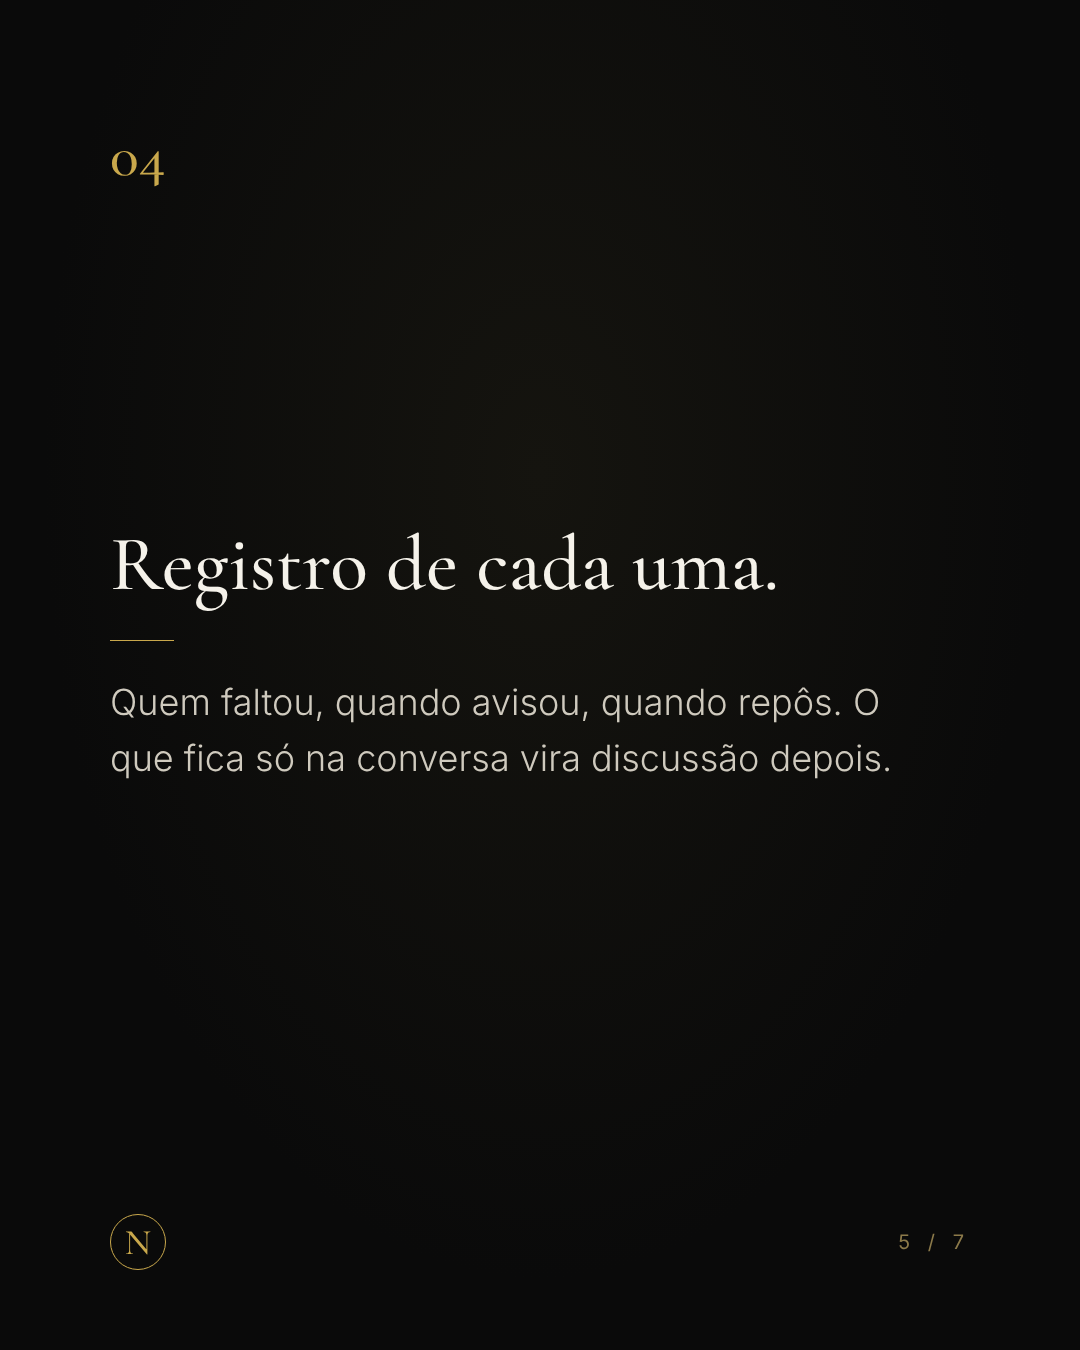 04
Registro de cada uma.
Quem faltou, quando avisou, quando repôs. O
que fica só na conversa vira discussão depois.
N
5 / 7